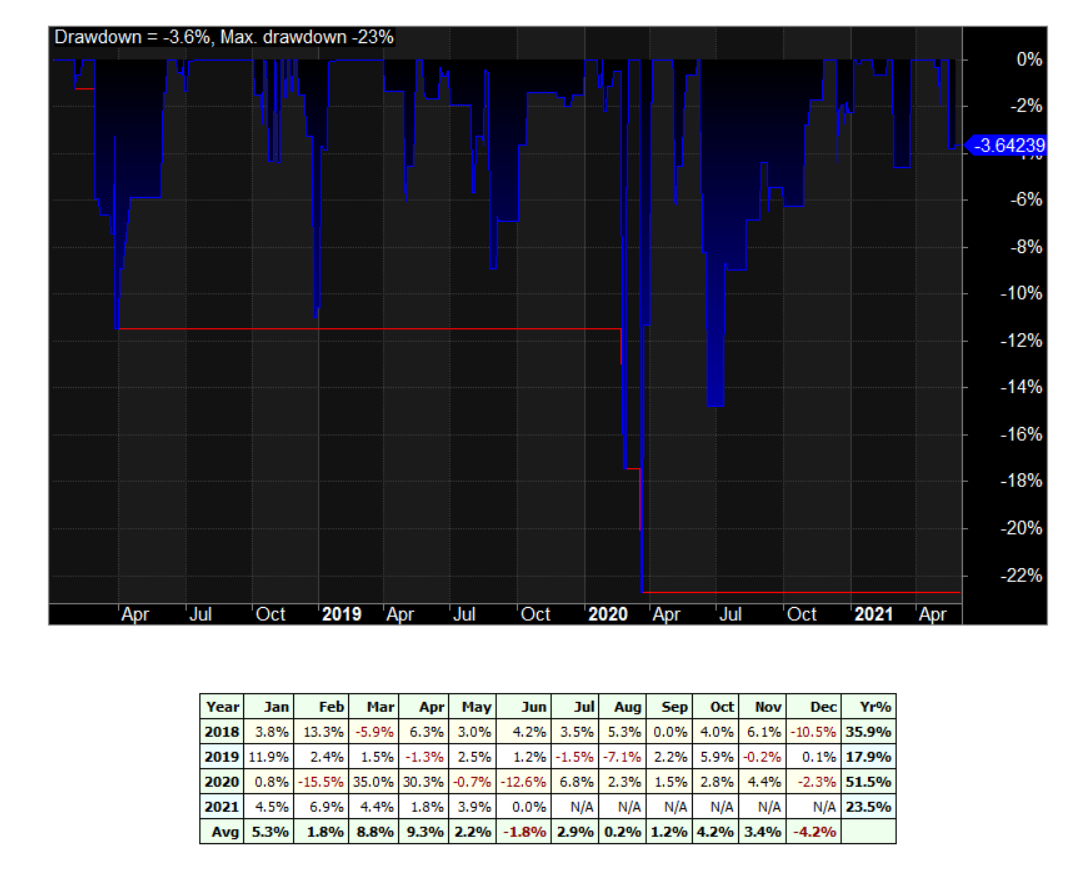 Drawdown = -3.6%, Max. drawdown -23%
0%
-2%
-3.64239
-6%
-8%
-10%
-12%
-14%
-16%
-18%
-20%
-22%
Apr Jul Oct 2019 Apr Jul Oct 2020 Apr Jul Oct 2021 Apr
Year Jan Feb Mar Apr May Jun Jul Aug Sep Oct Nov Dec Yr%
2018 3.8% 13.3% -5.9% 6.3% 3.0% 4.2% 3.5% 5.3% 0.0% 4.0% 6.1% -10.5% 35.9%
2019 11.9% 2.4% 1.5% -1.3% 2.5% 1.2% -1.5% -7.1% 2.2% 5.9% -0.2% 0.1% 17.9%
2020 0.8% -15.5% 35.0% 30.3% -0.7% -12.6% 6.8% 2.3% 1.5% 2.8% 4.4% -2.3% 51.5%
2021 4.5% 6.9% 4.4% 1.8% 3.9% 0.0% N/A N/A N/A N/A N/A N/A 23.5%
Avg 5.3% 1.8% 8.8% 9.3% 2.2% -1.8% 2.9% 0.2% 1.2% 4.2% 3.4% -4.2%